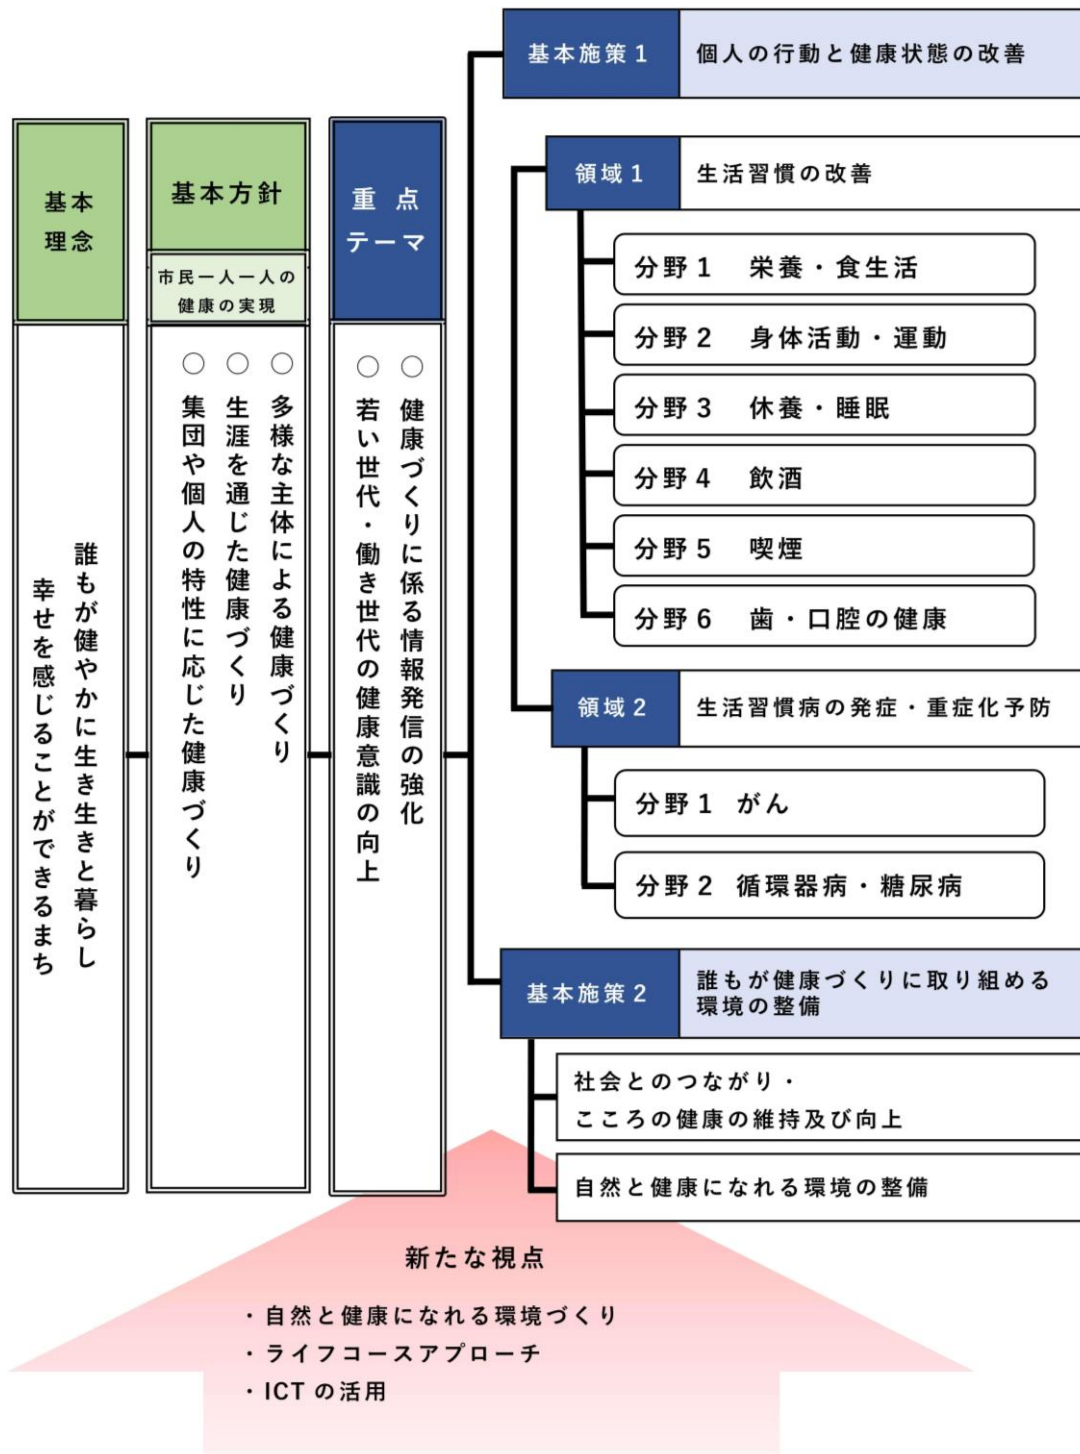 基本
理念
誰もが健やかに生き生きと暮らし
幸せを感じることができるまち
基本方針
市民一人一人の
健康の実現
○ 多様な主体による健康づくり
○ 生涯を通じた健康づくり
○ 集団や個人の特性に応じた健康づくり
重 点
テーマ
○ 健康づくりに係る情報発信の強化
○ 若い世代・働き世代の健康意識の向上
基本施策1 個人の行動と健康状態の改善
領域1 生活習慣の改善
分野1 栄養・食生活
分野2 身体活動・運動
分野3 休養・睡眠
分野4 飲酒
分野5 喫煙
分野6 歯・口腔の健康
領域2 生活習慣病の発症・重症化予防
分野1 がん
分野2 循環器病・糖尿病
基本施策2 誰もが健康づくりに取り組める
環境の整備
社会とのつながり・
こころの健康の維持及び向上
自然と健康になれる環境の整備
新たな視点
・自然と健康になれる環境づくり
・ライフコースアプローチ
・ICTの活用